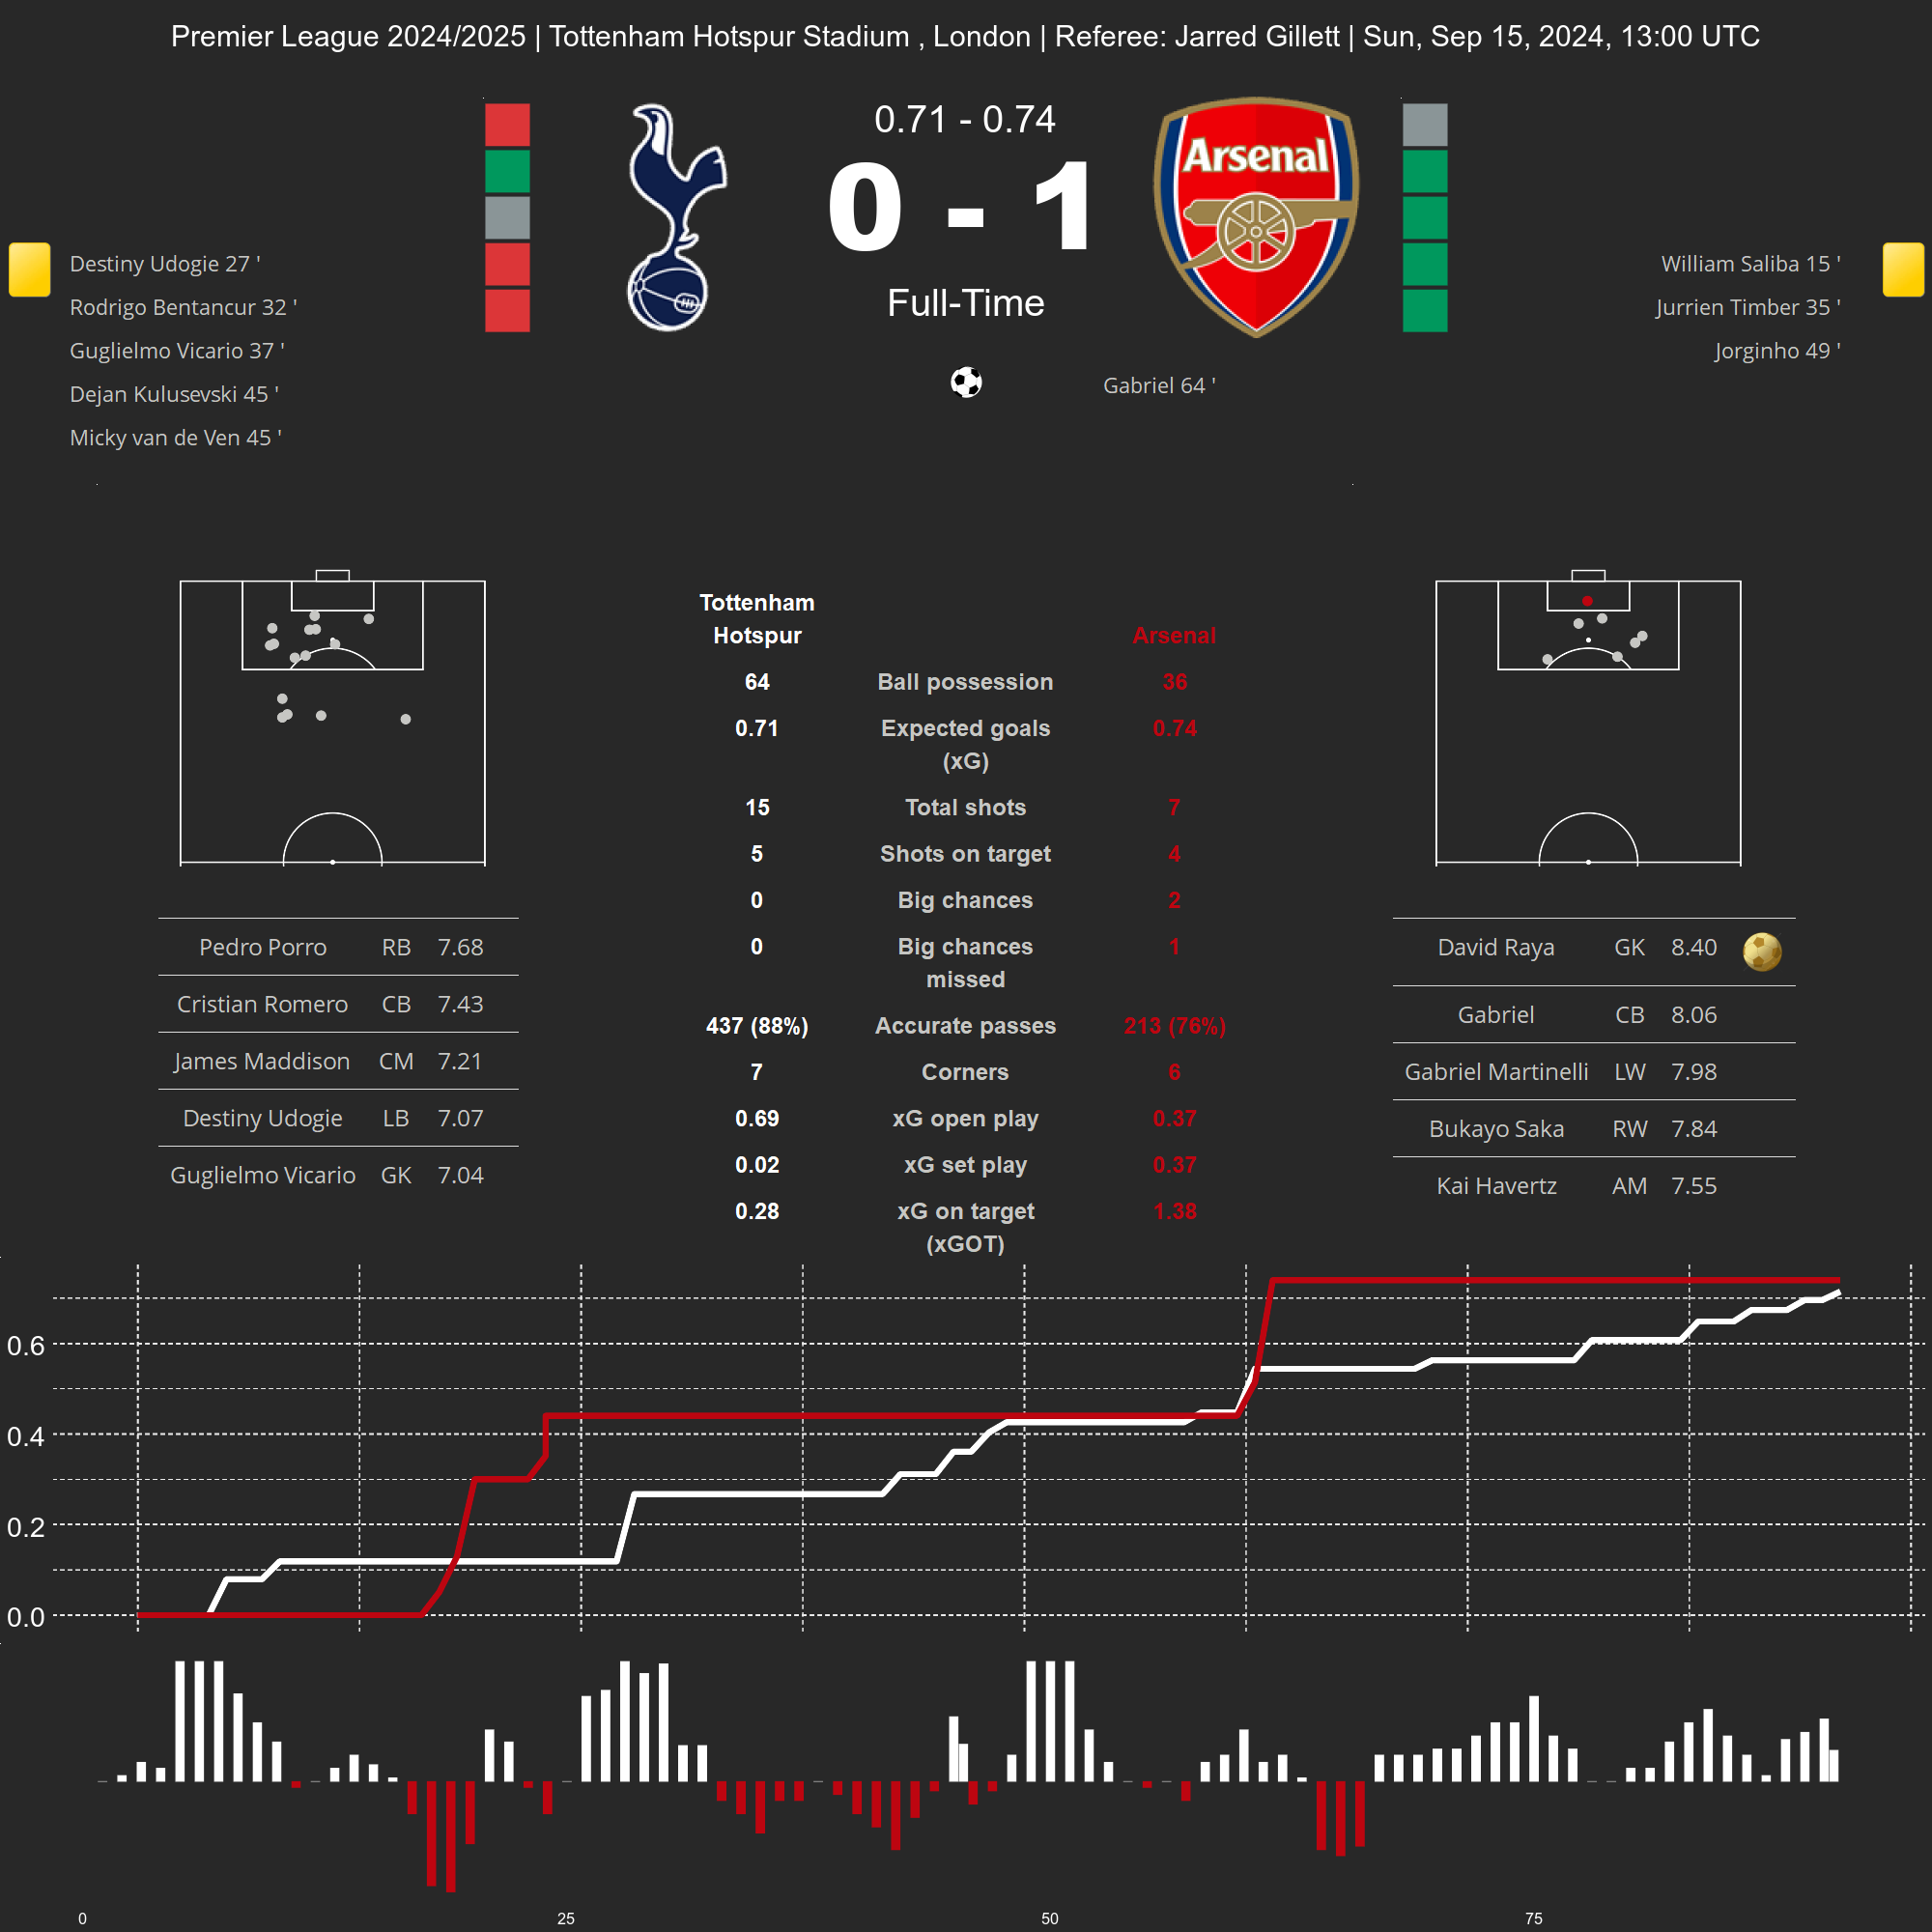 Premier League 2024/2025 | Tottenham Hotspur Stadium , London | Referee: Jarred Gillett | Sun, Sep 15, 2024, 13:00 UTC
0.71 - 0.74
0 - 1
Full-Time
Arsenal
Destiny Udogie 27 '
Rodrigo Bentancur 32 '
Guglielmo Vicario 37 '
Dejan Kulusevski 45 '
Micky van de Ven 45 '
William Saliba 15 '
Jurrien Timber 35 '
Jorginho 49 '
Gabriel 64 '
Tottenham
Hotspur Arsenal
64 Ball possession 36
0.71 Expected goals 0.74
(xG)
15 Total shots 7
5 Shots on target 4
0 Big chances 2
0 Big chances 1
missed
437 (88%) Accurate passes 213 (76%)
7 Corners 6
0.69 xG open play 0.37
0.02 xG set play 0.37
0.28 xG on target 1.38
(xGOT)
Pedro Porro RB 7.68
Cristian Romero CB 7.43
James Maddison CM 7.21
Destiny Udogie LB 7.07
Guglielmo Vicario GK 7.04
David Raya GK 8.40
Gabriel CB 8.06
Gabriel Martinelli LW 7.98
Bukayo Saka RW 7.84
Kai Havertz AM 7.55
0.6
0.4
0.2
0.0
0 25 50 75